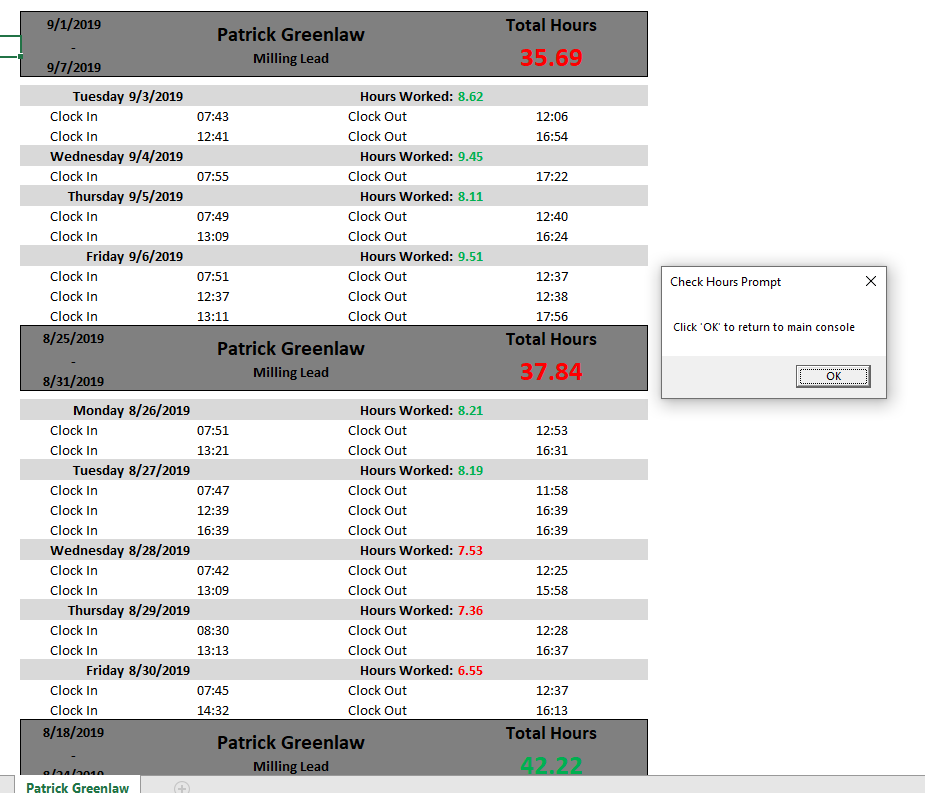 9/1/2019 Patrick Greenlaw Total Hours
-
9/7/2019 Milling Lead 35.69
Tuesday 9/3/2019 Hours Worked: 8.62
Clock In 07:43 Clock Out 12:06
Clock In 12:41 Clock Out 16:54
Wednesday 9/4/2019 Hours Worked: 9.45
Clock In 07:55 Clock Out 17:22
Thursday 9/5/2019 Hours Worked: 8.11
Clock In 07:49 Clock Out 12:40
Clock In 13:09 Clock Out 16:24
Friday 9/6/2019 Hours Worked: 9.51
Clock In 07:51 Clock Out 12:37
Clock In 12:37 Clock Out 12:38
Clock In 13:11 Clock Out 17:56
8/25/2019 Patrick Greenlaw Total Hours
-
8/31/2019 Milling Lead 37.84
Monday 8/26/2019 Hours Worked: 8.21
Clock In 07:51 Clock Out 12:53
Clock In 13:21 Clock Out 16:31
Tuesday 8/27/2019 Hours Worked: 8.19
Clock In 07:47 Clock Out 11:58
Clock In 12:39 Clock Out 16:39
Clock In 16:39 Clock Out 16:39
Wednesday 8/28/2019 Hours Worked: 7.53
Clock In 07:42 Clock Out 12:25
Clock In 13:09 Clock Out 15:58
Thursday 8/29/2019 Hours Worked: 7.36
Clock In 08:30 Clock Out 12:28
Clock In 13:13 Clock Out 16:37
Friday 8/30/2019 Hours Worked: 6.55
Clock In 07:45 Clock Out 12:37
Clock In 14:32 Clock Out 16:13
8/18/2019 Patrick Greenlaw Total Hours
-
8/24/2019 Milling Lead 42.22
Patrick Greenlaw
Check Hours Prompt
Click 'OK' to return to main console
OK